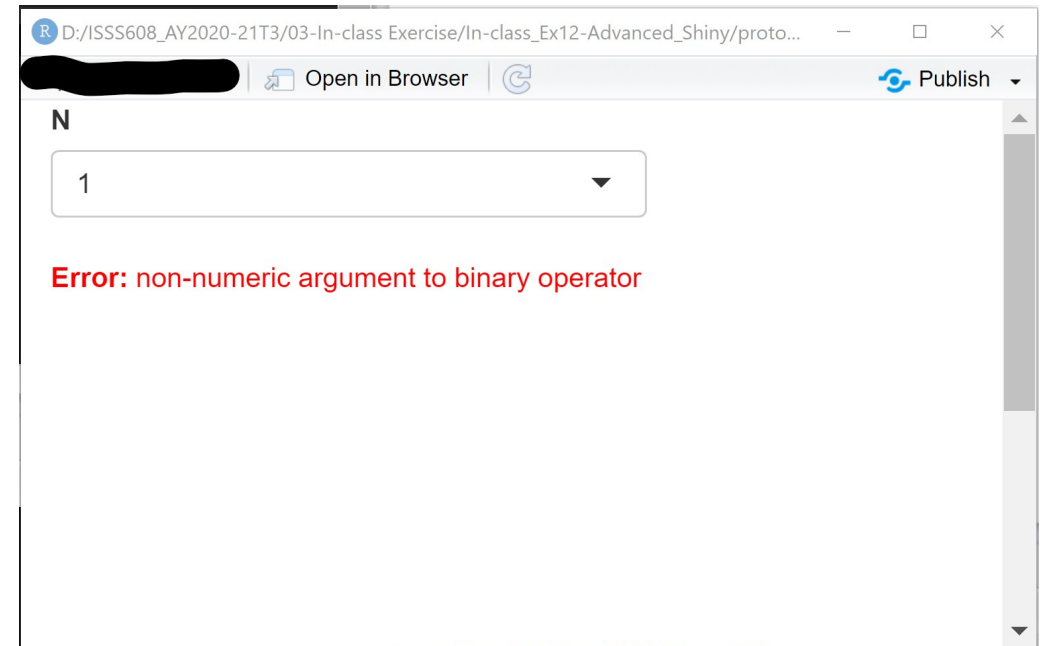 R D:/ISSS608_AY2020-21T3/03-In-class Exercise/In-class_Ex12-Advanced_Shiny/proto...
Open in Browser Publish
N
1
Error: non-numeric argument to binary operator